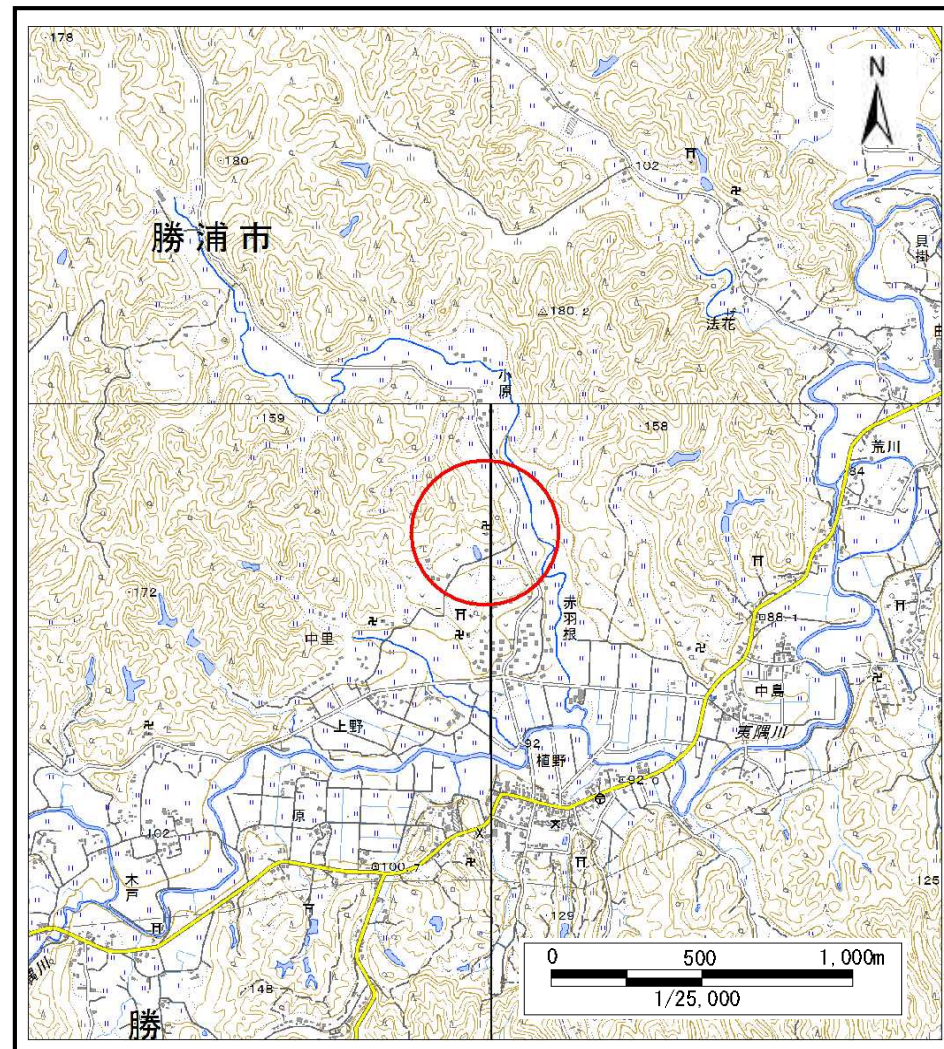 178
N
180
102
勝浦市
貝掛
180.2
法花
小原
159
158
荒川
84
172
赤羽根
中里
88.1
中島
上野
夷隅川
92
植野
92.0
原
102
100.7
木戸
125
129
148
勝
0 500 1,000m
1/25,000